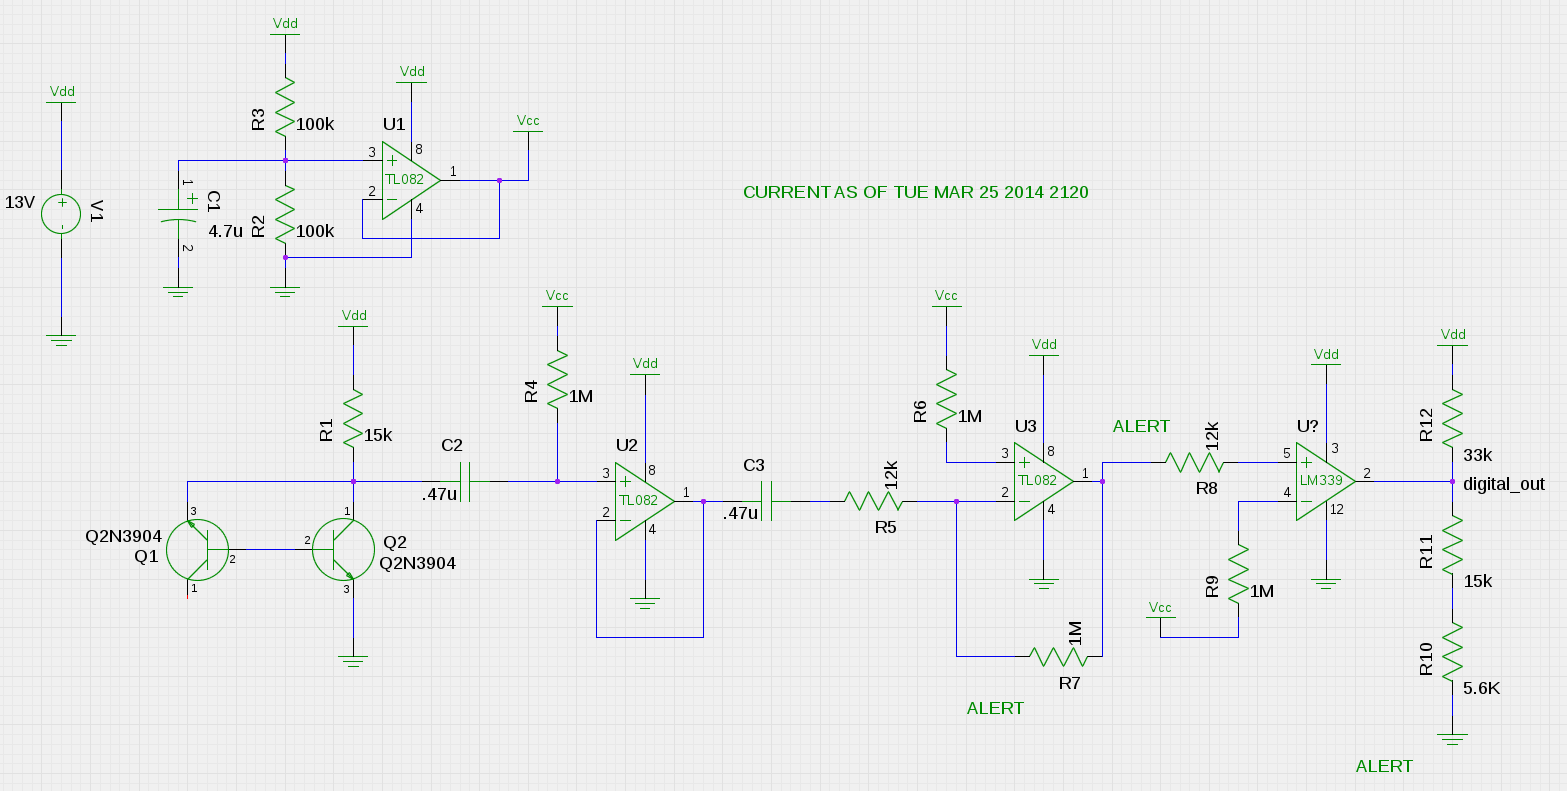 Vdd
13V
V1
Vdd
R3
100k
R2
100k
C1
4.7u
1
2
Vdd
U1
TL082
3
2
8
4
1
Vcc
CURRENT AS OF TUE MAR 25 2014 2120
Vdd
R1
15k
Q2N3904
Q1
3
2
1
Q2
Q2N3904
1
2
3
C2
.47u
Vcc
R4
1M
Vdd
U2
TL082
3
2
8
4
1
C3
.47u
12k
R5
Vcc
R6
1M
Vdd
U3
TL082
3
2
8
4
1
1M
R7
ALERT
ALERT
12k
R8
Vdd
U?
LM339
5
4
3
12
2
R9
1M
Vcc
Vdd
R12
33k
digital_out
R11
15k
R10
5.6K
ALERT